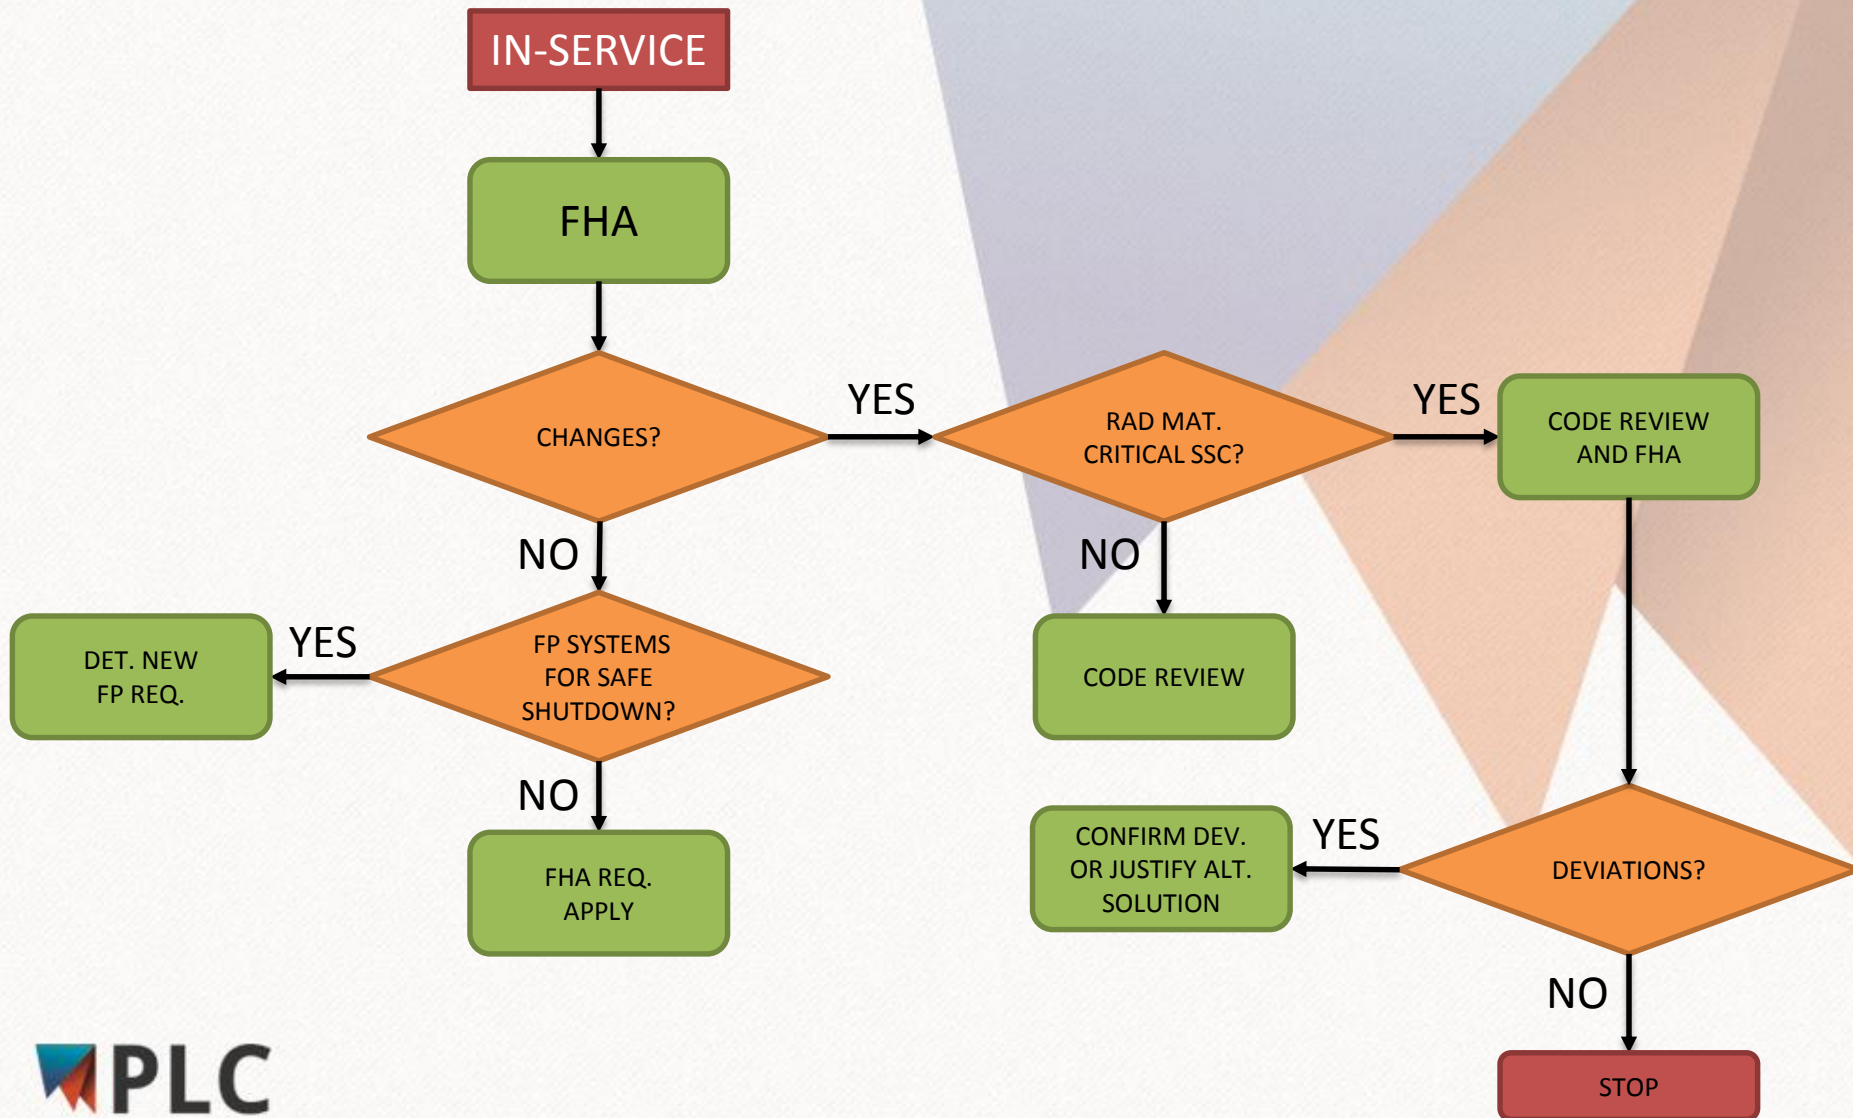 IN-SERVICE
FHA
CHANGES?
YES
RAD MAT.
CRITICAL SSC?
YES
CODE REVIEW
AND FHA
NO
NO
DET. NEW
FP REQ.
YES
FP SYSTEMS
FOR SAFE
SHUTDOWN?
CODE REVIEW
NO
FHA REQ.
APPLY
CONFIRM DEV.
OR JUSTIFY ALT.
SOLUTION
YES
DEVIATIONS?
NO
STOP
PLC